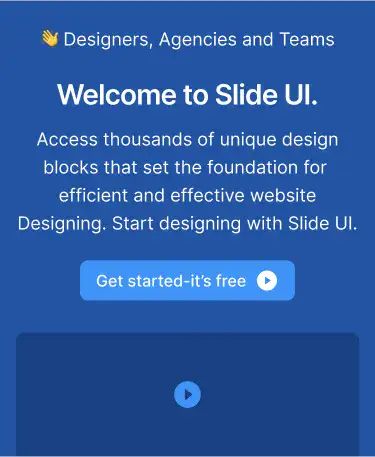 👋 Designers, Agencies and Teams
Welcome to Slide UI.
Access thousands of unique design
blocks that set the foundation for
efficient and effective website
Designing. Start designing with Slide UI.
Get started-it's free